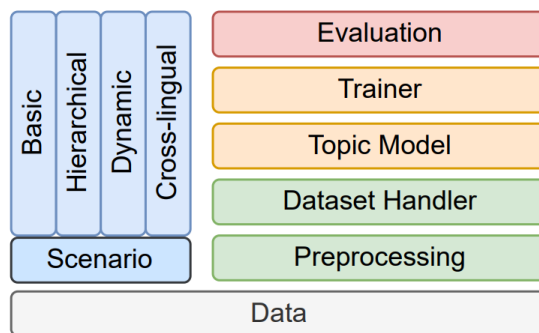 Basic
Hierarchical
Dynamic
Cross-lingual
Scenario
Evaluation
Trainer
Topic Model
Dataset Handler
Preprocessing
Data